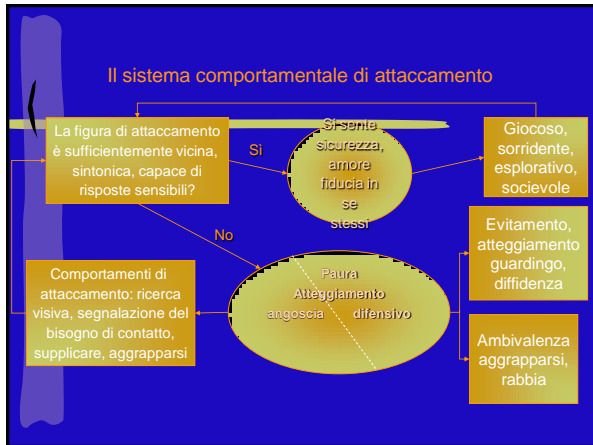 Il sistema comportamentale di attaccamento
La figura di attaccamento
è sufficientemente vicina,
sintonica, capace di
risposte sensibili?
Sì
Si sente
sicurezza,
amore
fiducia in
se
stessi
Giocoso,
sorridente,
esplorativo,
socievole
No
Comportamenti di
attaccamento: ricerca
visiva, segnalazione del
bisogno di contatto,
supplicare, aggrapparsi
Paura
Atteggiamento
angoscia difensivo
Evitamento,
atteggiamento
guardingo,
diffidenza
Ambivalenza
aggrapparsi,
rabbia